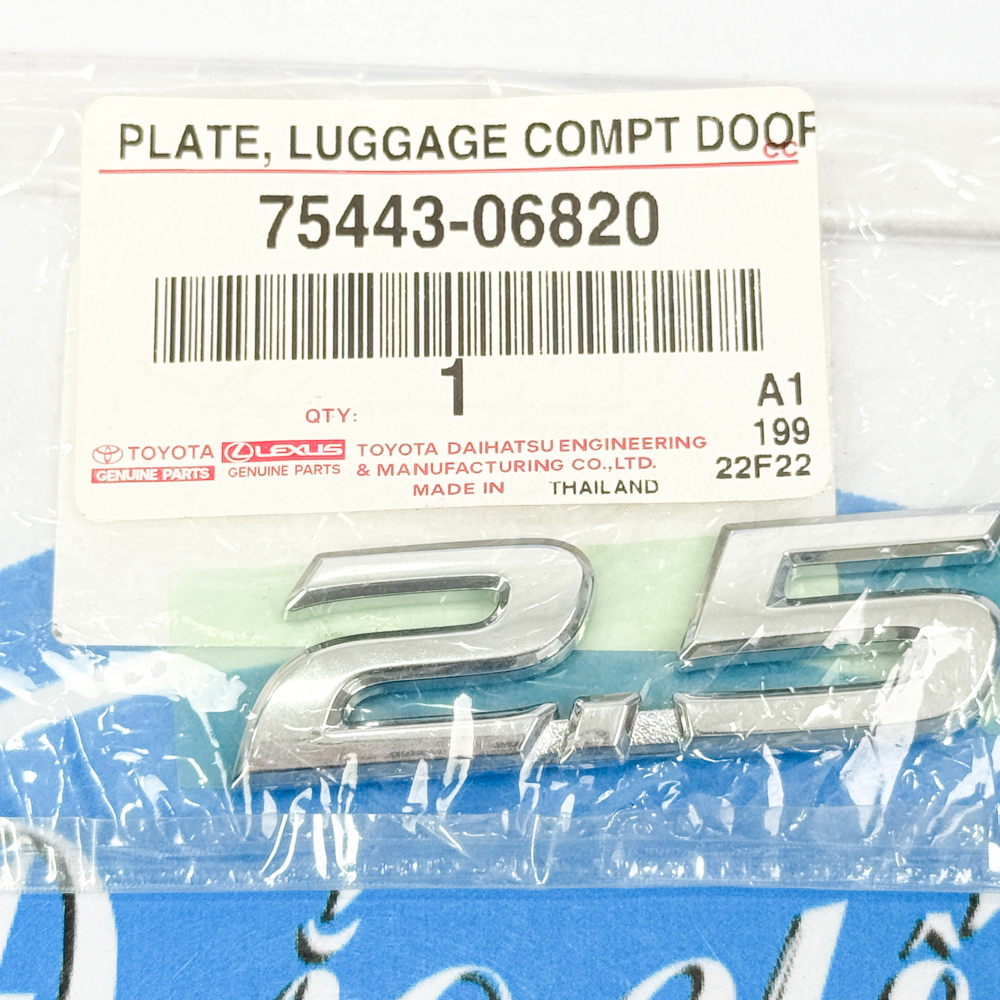 PLATE, LUGGAGE COMPT DOOR
CC
75443-06820
1
QTY:
A1
199
22F22
TOYOTA
GENUINE PARTS
LEXUS
GENUINE PARTS
TOYOTA DAIHATSU ENGINEERING
& MANUFACTURING CO.,LTD.
MADE IN THAILAND
2.5